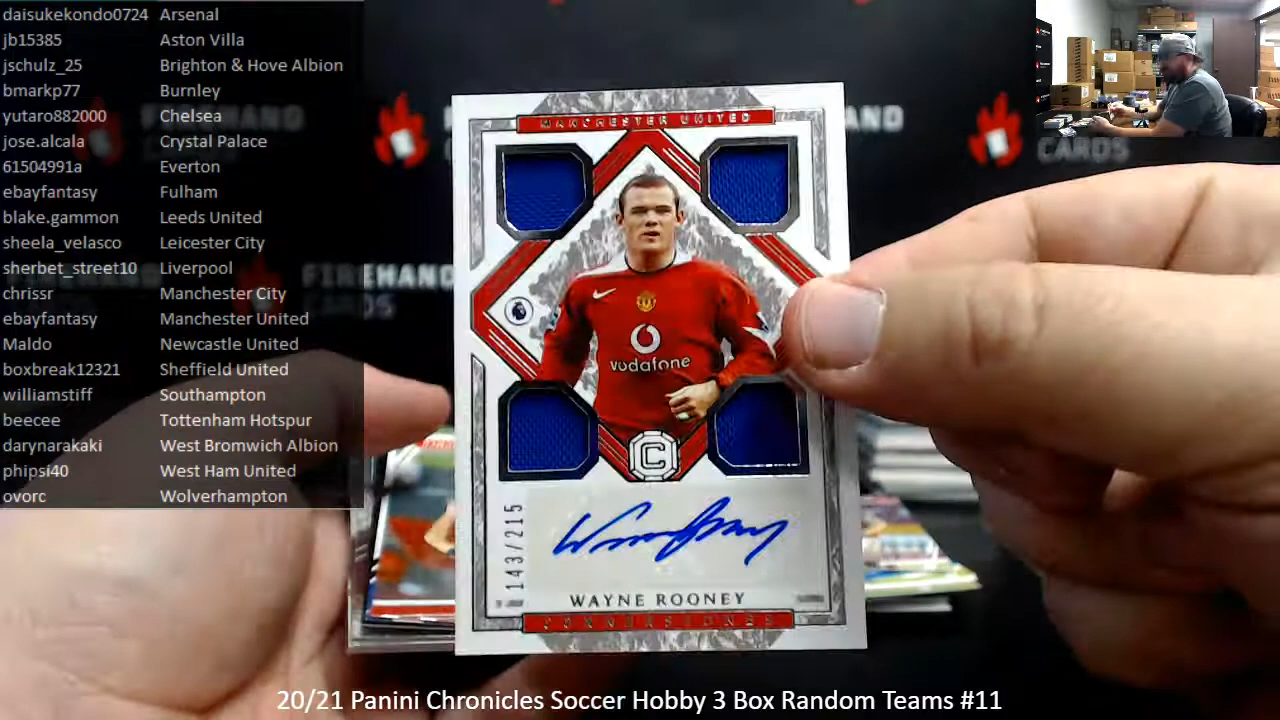 daisukekondo0724 Arsenal
jb15385 Aston Villa
jschulz_25 Brighton & Hove Albion
bmarkp77 Burnley
yutaro882000 Chelsea
jose.alcala Crystal Palace
61504991a Everton
ebayfantasy Fulham
blake.gammon Leeds United
sheela_velasco Leicester City
sherbet_street10 Liverpool
chrissr Manchester City
ebayfantasy Manchester United
Maldo Newcastle United
boxbreak12321 Sheffield United
williamstiff Southampton
beecee Tottenham Hotspur
darynarakaki West Bromwich Albion
phipsi40 West Ham United
ovorc Wolverhampton
FIREHAND
CARDS
MANCHESTER UNITED
vodafone
C
143/215
WAYNE ROONEY
CORNERSTONES
20/21 Panini Chronicles Soccer Hobby 3 Box Random Teams #11